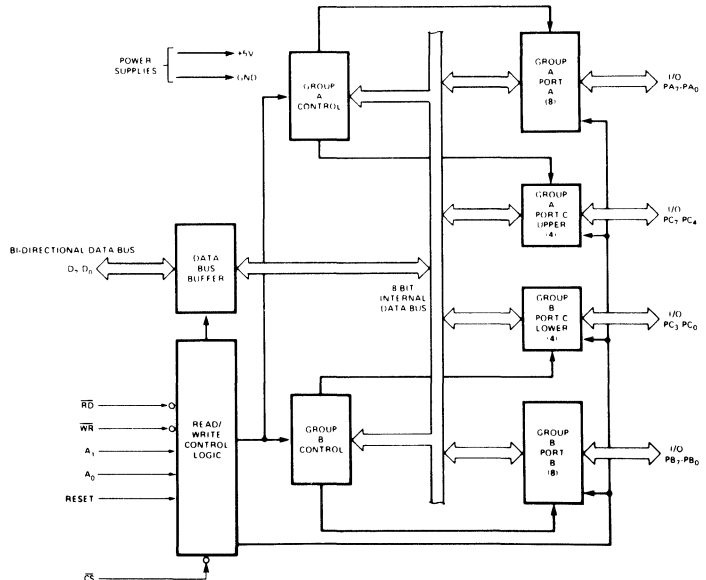 POWER
SUPPLIES
+5V
GND
GROUP
A
CONTROL
GROUP
A
PORT
A
(8)
I/O
PA7-PA0
GROUP
A
PORT C
UPPER
(4)
I/O
PC7 PC4
BI-DIRECTIONAL DATA BUS
D7 D0
DATA
BUS
BUFFER
8 BIT
INTERNAL
DATA BUS
GROUP
B
PORT C
LOWER
(4)
I/O
PC3 PC0
RD
WR
A1
A0
RESET
CS
READ/
WRITE
CONTROL
LOGIC
GROUP
B
CONTROL
GROUP
B
PORT
B
(8)
I/O
PB7-PB0